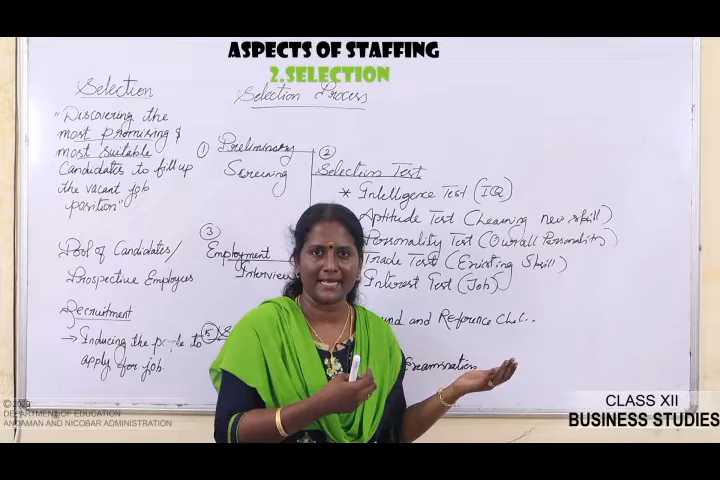 ASPECTS OF STAFFING
2.SELECTION
Selection
"Discovering the
most promising &
most suitable
Candidates to fill up
the vacant job
position"
Pool of Candidates/
Prospective Employees
Recruitment
→ Inducing the people to
apply for job.
Selection Process
① Preliminary
Screening
②
Selection Test
* Intelligence Test (IQ)
Aptitude Test (Learning new skill)
Personality Test (Overall Personality)
Trade Test (Existing Skill)
Interest Test (Job)
③
Employment
Interview
and Reference
⑤
Examination
©2020
DEPARTMENT OF EDUCATION
ANDAMAN AND NICOBAR ADMINISTRATION
CLASS XII
BUSINESS STUDIES